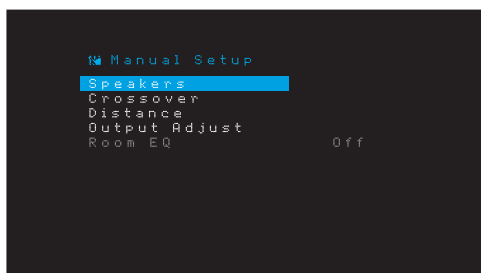 Manual Setup
Speakers
Crossover
Distance
Output Adjust
Room EQ Off